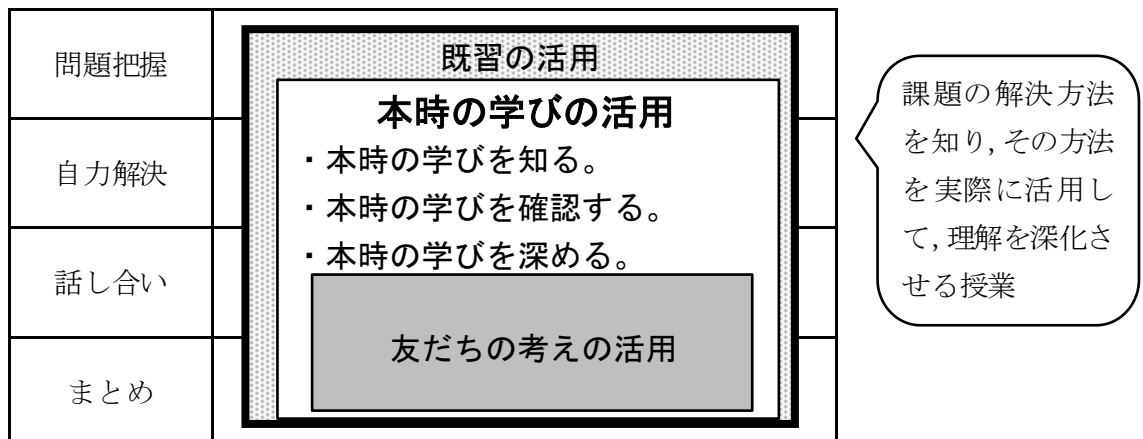 問題把握
自力解決
話し合い
まとめ
既習の活用
本時の学びの活用
・本時の学びを知る。
・本時の学びを確認する。
・本時の学びを深める。
友だちの考えの活用
課題の解決方法
を知り,その方法
を実際に活用し
て,理解を深化さ
せる授業